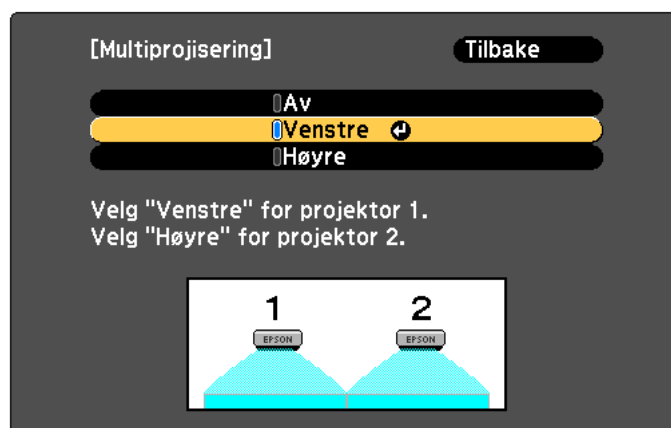 [Multiprojisering] Tilbake
Av
Venstre
Høyre
Velg "Venstre" for projektor 1.
Velg "Høyre" for projektor 2.
1 2
EPSON EPSON